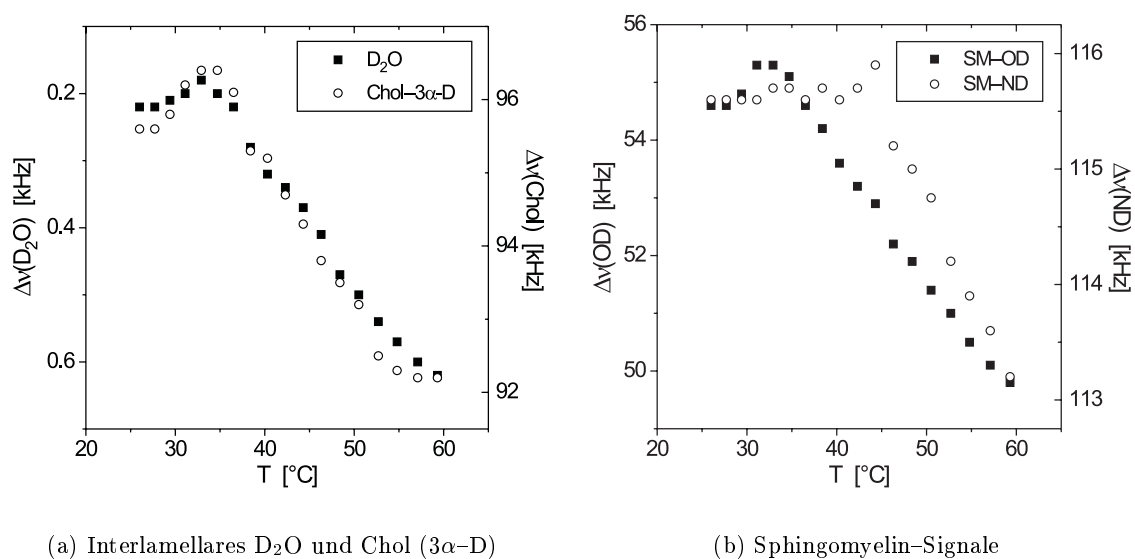 D₂O
Chol–3α-D
0.2
0.4
0.6
Δν(D₂O) [kHz]
96
94
92
Δν(Chol) [kHz]
20 30 40 50 60
T [°C]
(a) Interlamellares D₂O und Chol (3α–D)
SM–OD
SM–ND
56
54
52
50
Δν(OD) [kHz]
116
115
114
113
Δν(ND) [kHz]
20 30 40 50 60
T [°C]
(b) Sphingomyelin–Signale